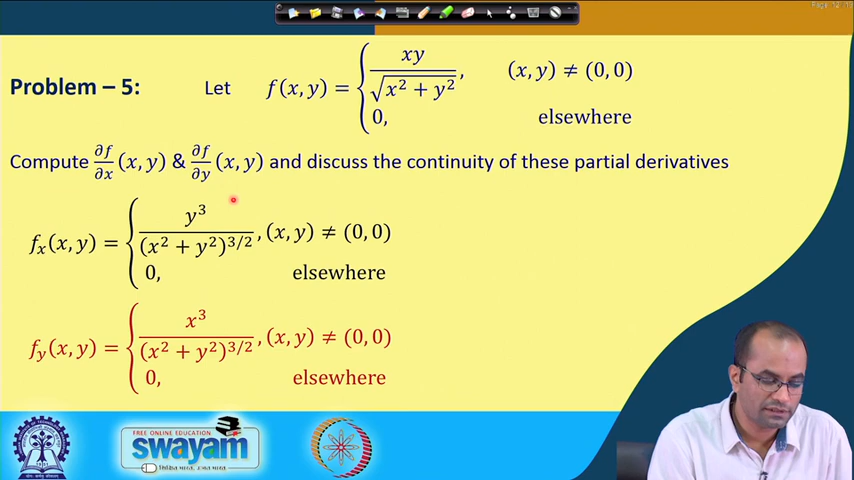 Problem – 5: Let f(x, y) = { xy / √(x² + y²), (x, y) ≠ (0, 0)
0, elsewhere
Compute ∂f/∂x (x, y) & ∂f/∂y (x, y) and discuss the continuity of these partial derivatives
fₓ(x, y) = { y³ / (x² + y²)^{3/2}, (x, y) ≠ (0, 0)
0, elsewhere
f_y(x, y) = { x³ / (x² + y²)^{3/2}, (x, y) ≠ (0, 0)
0, elsewhere
FREE ONLINE EDUCATION
swayam